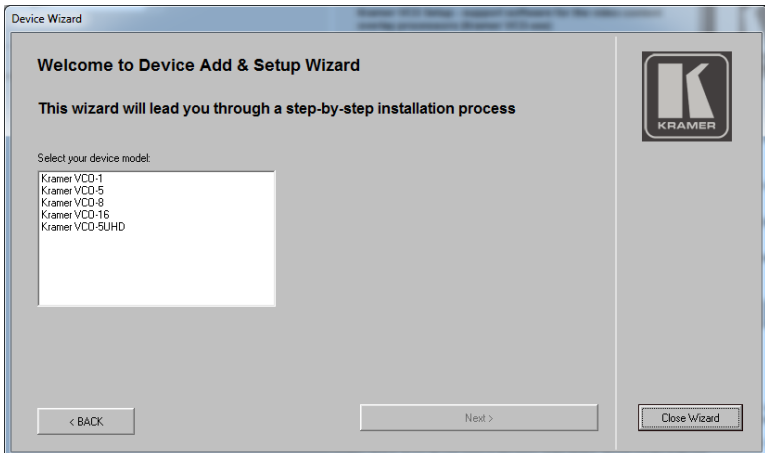 Device Wizard
Welcome to Device Add & Setup Wizard
This wizard will lead you through a step-by-step installation process
KRAMER
Select your device model:
Kramer VCO-1
Kramer VCO-5
Kramer VCO-8
Kramer VCO-16
Kramer VCO-5UHD
< BACK
Next >
Close Wizard